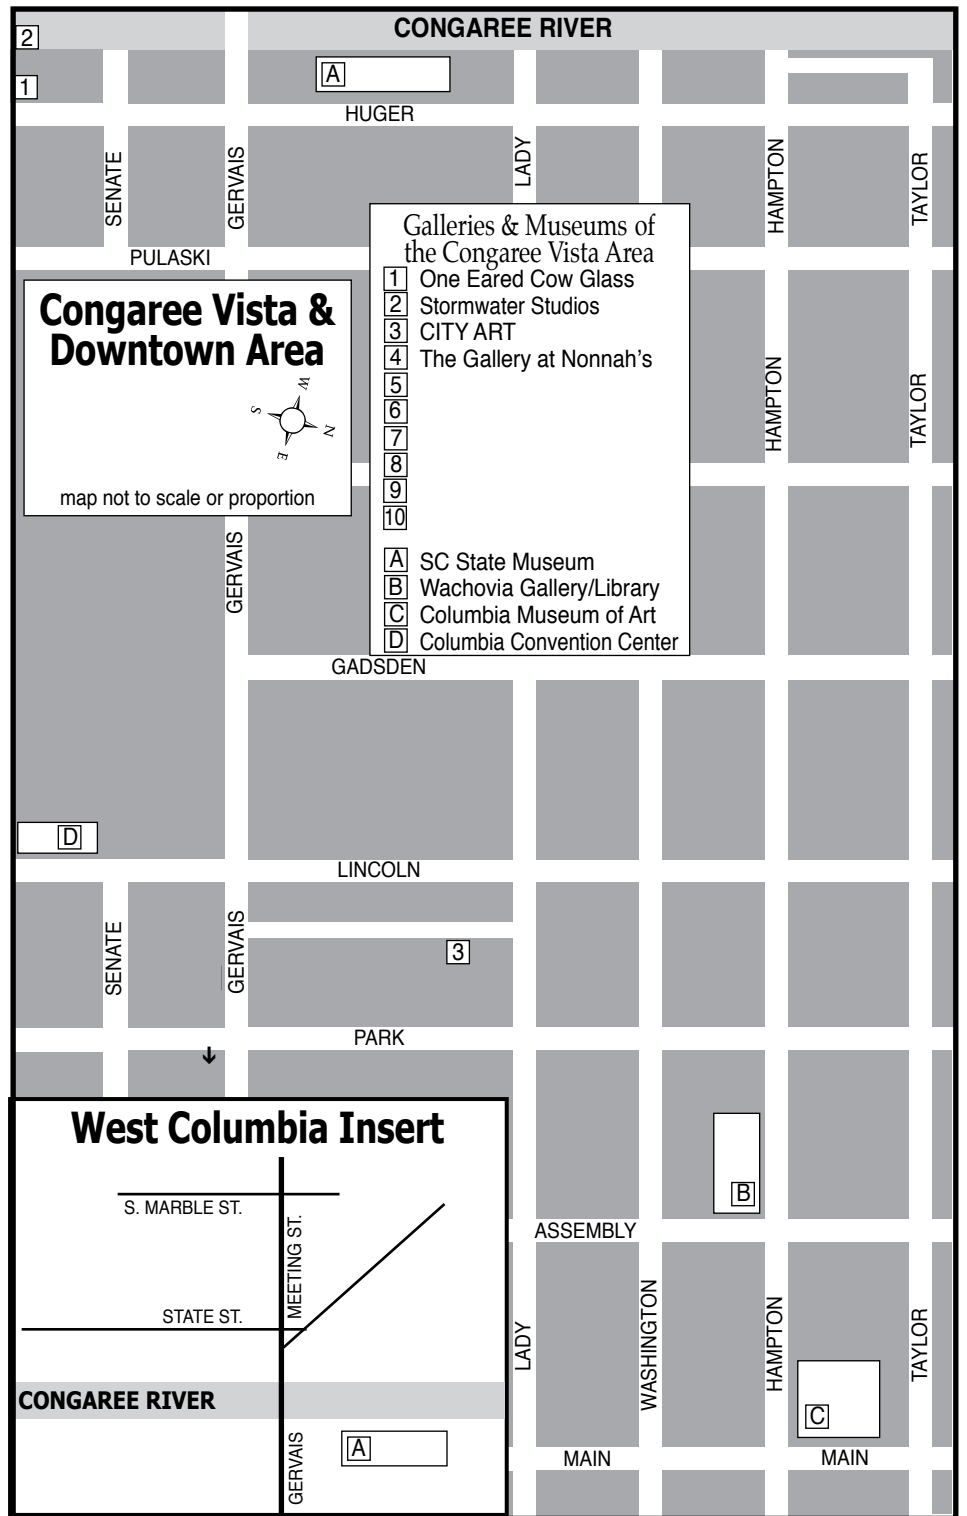 CONGAREE RIVER
2
A
1
HUGER
SENATE
GERVAIS
LADY
HAMPTON
TAYLOR
PULASKI
Galleries & Museums of
the Congaree Vista Area
1 One Eared Cow Glass
2 Stormwater Studios
3 CITY ART
4 The Gallery at Nonnah's
5
6
7
8
9
10
A SC State Museum
B Wachovia Gallery/Library
C Columbia Museum of Art
D Columbia Convention Center
Congaree Vista &
Downtown Area
W
S
N
E
map not to scale or proportion
HAMPTON
TAYLOR
GERVAIS
GADSDEN
D
LINCOLN
SENATE
GERVAIS
3
PARK
West Columbia Insert
S. MARBLE ST.
MEETING ST.
STATE ST.
CONGAREE RIVER
A
GERVAIS
B
ASSEMBLY
LADY
WASHINGTON
HAMPTON
TAYLOR
C
MAIN
MAIN